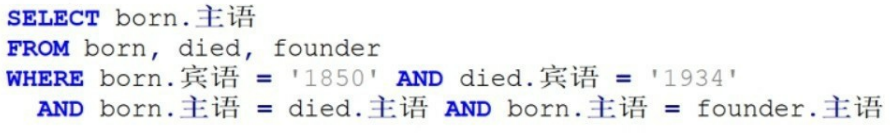 SELECT born.主语
FROM born, died, founder
WHERE born.宾语 = '1850' AND died.宾语 = '1934'
AND born.主语 = died.主语 AND born.主语 = founder.主语